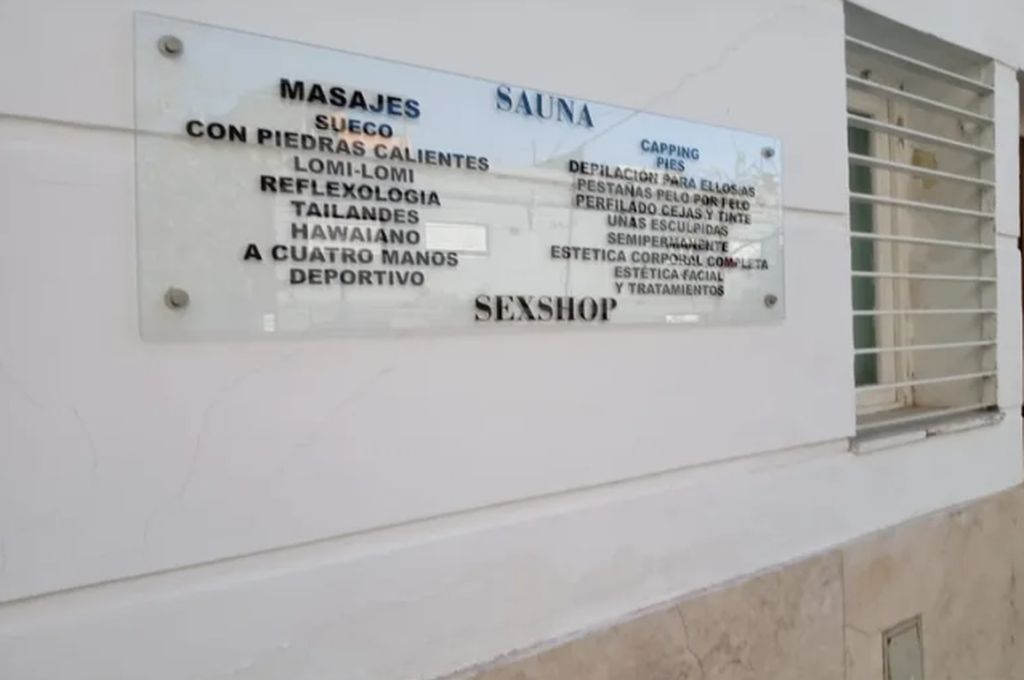 MASAJES
SUECO
CON PIEDRAS CALIENTES
LOMI-LOMI
REFLEXOLOGIA
TAILANDES
HAWAIANO
A CUATRO MANOS
DEPORTIVO
SAUNA
CAPPING
PIES
DEPILACION PARA ELLOS/AS
PESTAÑAS PELO POR PELO
PERFILADO CEJAS Y TINTE
UÑAS ESCULPIDAS
SEMIPERMANENTE
ESTETICA CORPORAL COMPLETA
ESTÉTICA FACIAL
Y TRATAMIENTOS
SEXSHOP